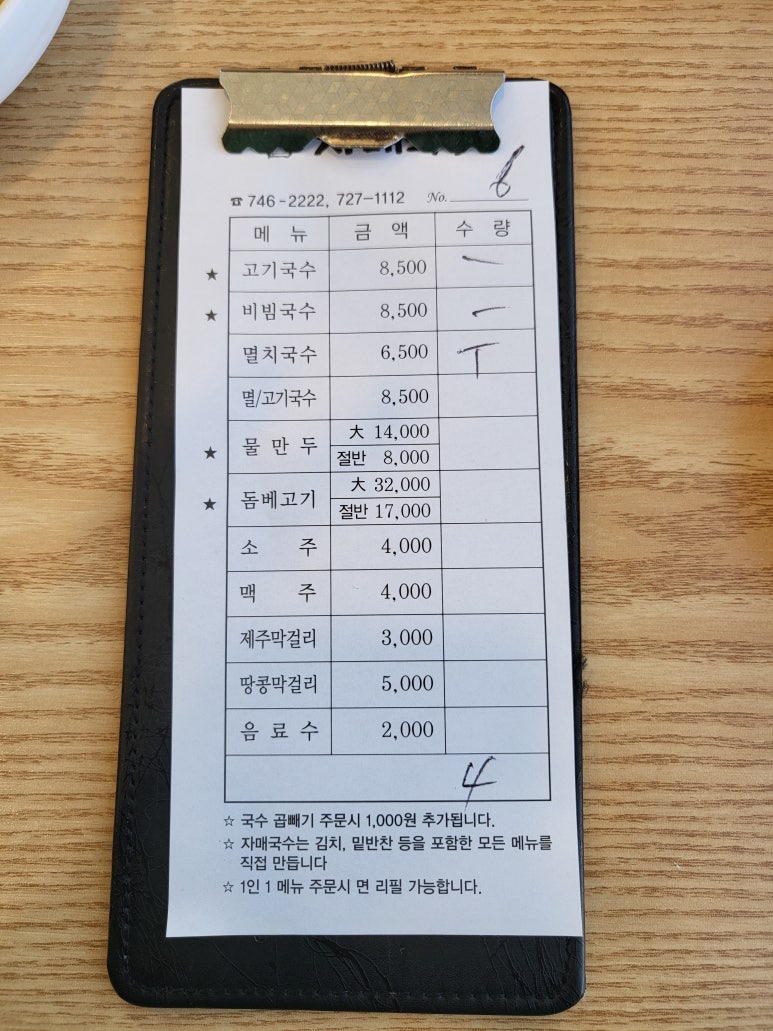 ☎ 746-2222, 727-1112 No. 6
메 뉴 금 액 수 량
★ 고기국수 8,500 一
★ 비빔국수 8,500 一
멸치국수 6,500 T
멸/고기국수 8,500
★ 물 만 두 大 14,000
절반 8,000
★ 돔베고기 大 32,000
절반 17,000
소 주 4,000
맥 주 4,000
제주막걸리 3,000
땅콩막걸리 5,000
음 료 수 2,000
4
☆ 국수 곱빼기 주문시 1,000원 추가됩니다.
☆ 자매국수는 김치, 밑반찬 등을 포함한 모든 메뉴를
직접 만듭니다
☆ 1인 1 메뉴 주문시 면 리필 가능합니다.